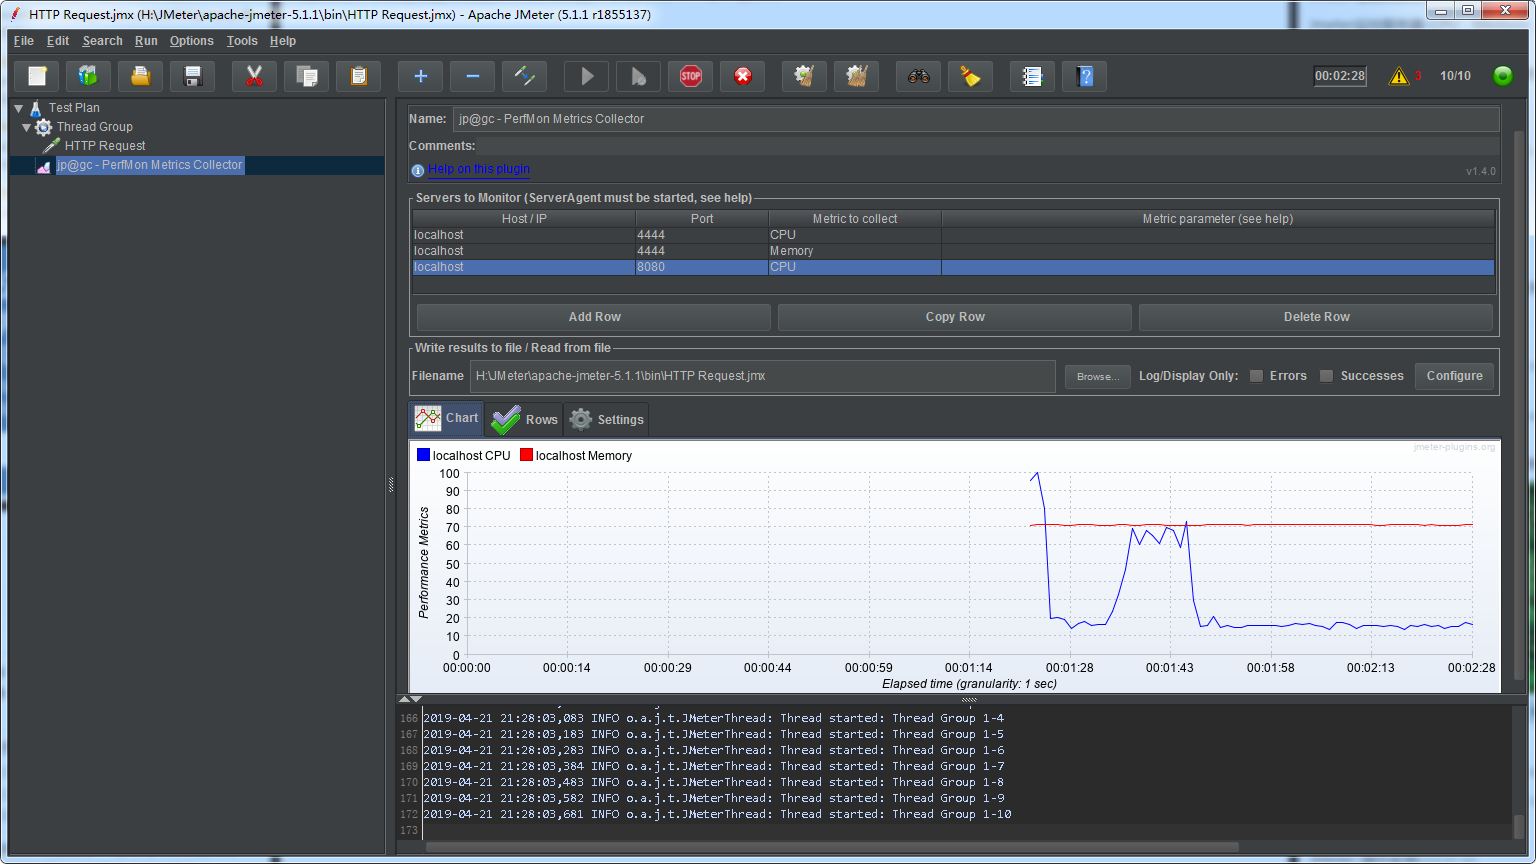 HTTP Request.jmx (H:\JMeter\apache-jmeter-5.1.1\bin\HTTP Request.jmx) - Apache JMeter (5.1.1 r1855137)
File Edit Search Run Options Tools Help
STOP 00:02:28 3 10/10
Test Plan
Thread Group
HTTP Request
jp@gc - PerfMon Metrics Collector
Name: jp@gc - PerfMon Metrics Collector
Comments:
Help on this plugin v1.4.0
Servers to Monitor (ServerAgent must be started, see help)
Host / IP Port Metric to collect Metric parameter (see help)
localhost 4444 CPU
localhost 4444 Memory
localhost 8080 CPU
Add Row Copy Row Delete Row
Write results to file / Read from file
Filename H:\JMeter\apache-jmeter-5.1.1\bin\HTTP Request.jmx Browse... Log/Display Only: Errors Successes Configure
Chart Rows Settings
jmeter-plugins.org
localhost CPU localhost Memory
100
90
80
70
60
50
40
30
20
10
0
Performance Metrics
00:00:00 00:00:14 00:00:29 00:00:44 00:00:59 00:01:14 00:01:28 00:01:43 00:01:58 00:02:13 00:02:28
Elapsed time (granularity: 1 sec)
166 2019-04-21 21:28:03,083 INFO o.a.j.t.JMeterThread: Thread started: Thread Group 1-4
167 2019-04-21 21:28:03,183 INFO o.a.j.t.JMeterThread: Thread started: Thread Group 1-5
168 2019-04-21 21:28:03,283 INFO o.a.j.t.JMeterThread: Thread started: Thread Group 1-6
169 2019-04-21 21:28:03,384 INFO o.a.j.t.JMeterThread: Thread started: Thread Group 1-7
170 2019-04-21 21:28:03,483 INFO o.a.j.t.JMeterThread: Thread started: Thread Group 1-8
171 2019-04-21 21:28:03,582 INFO o.a.j.t.JMeterThread: Thread started: Thread Group 1-9
172 2019-04-21 21:28:03,681 INFO o.a.j.t.JMeterThread: Thread started: Thread Group 1-10
173